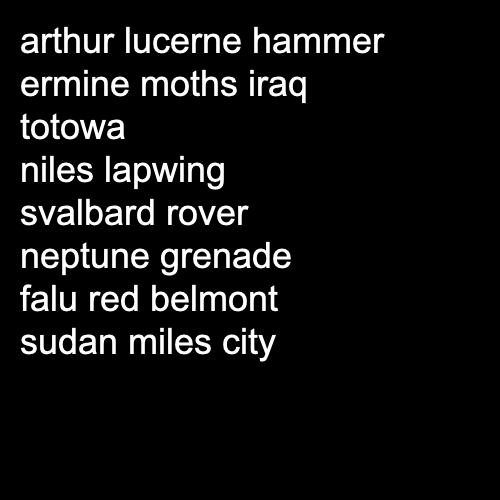 arthur lucerne hammer
ermine moths iraq
totowa
niles lapwing
svalbard rover
neptune grenade
falu red belmont
sudan miles city